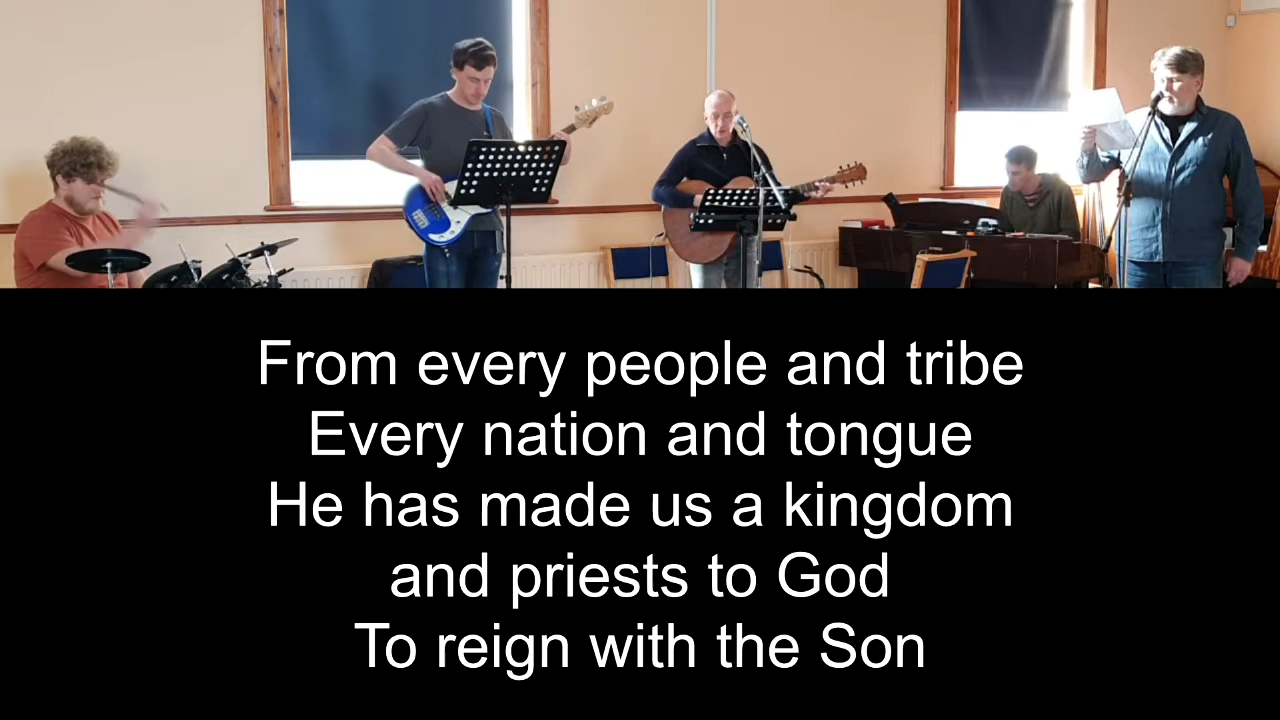 From every people and tribe
Every nation and tongue
He has made us a kingdom
and priests to God
To reign with the Son